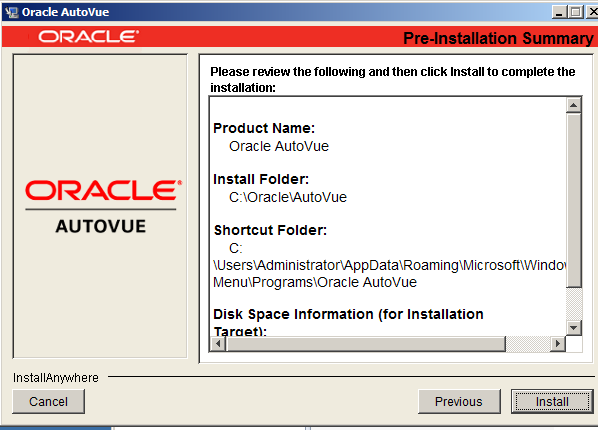 Oracle AutoVue
ORACLE®
Pre-Installation Summary
ORACLE®
AUTOVUE
Please review the following and then click Install to complete the
installation:
Product Name:
Oracle AutoVue
Install Folder:
C:\Oracle\AutoVue
Shortcut Folder:
C:
\Users\Administrator\AppData\Roaming\Microsoft\Windo
Menu\Programs\Oracle AutoVue
Disk Space Information (for Installation
Target):
InstallAnywhere
Cancel
Previous
Install